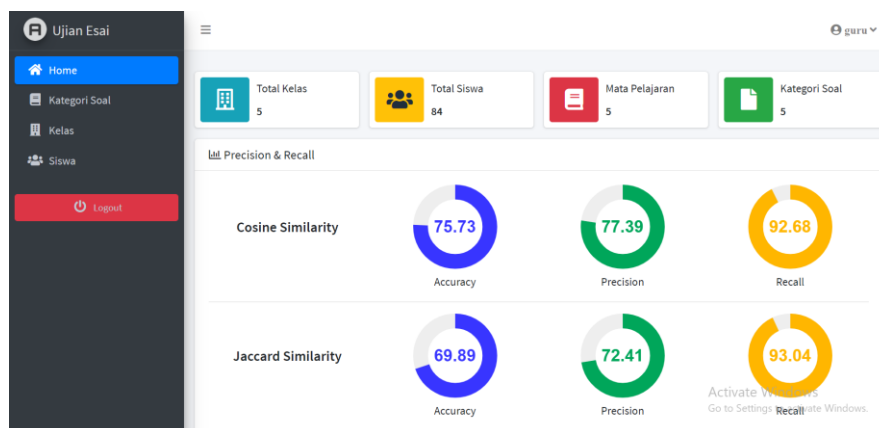 Ujian Esai
guru
Home
Kategori Soal
Kelas
Siswa
Logout
Total Kelas
5
Total Siswa
84
Mata Pelajaran
5
Kategori Soal
5
Precision & Recall
Cosine Similarity
75.73
Accuracy
77.39
Precision
92.68
Recall
Jaccard Similarity
69.89
Accuracy
72.41
Precision
93.04
Recall
Activate Windows
Go to Settings to activate Windows.